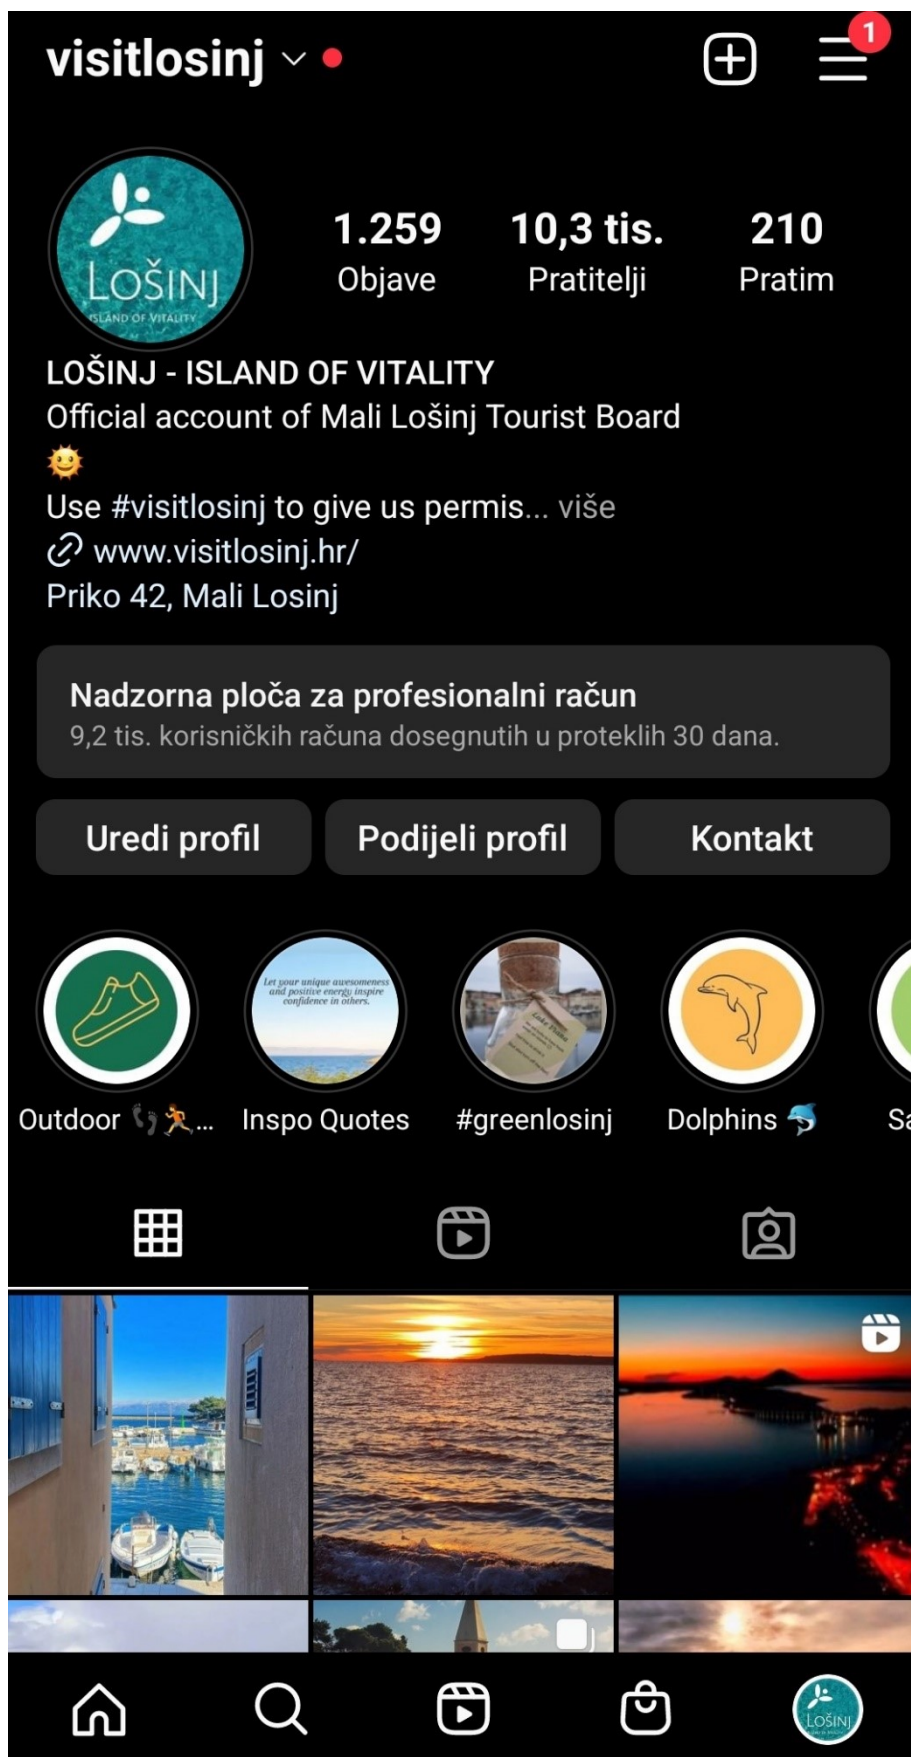 visitlosinj
1
LOŠINJ
ISLAND OF VITALITY
1.259
Objave
10,3 tis.
Pratitelji
210
Pratim
LOŠINJ - ISLAND OF VITALITY
Official account of Mali Lošinj Tourist Board
🌞
Use #visitlosinj to give us permis... više
www.visitlosinj.hr/
Priko 42, Mali Losinj
Nadzorna ploča za profesionalni račun
9,2 tis. korisničkih računa dosegnutih u proteklih 30 dana.
Uredi profil
Podijeli profil
Kontakt
Let your unique awesomeness
and positive energy inspire
confidence in others.
Outdoor 👣🏃...
Inspo Quotes
#greenlosinj
Dolphins 🐬
Sa
LOŠINJ